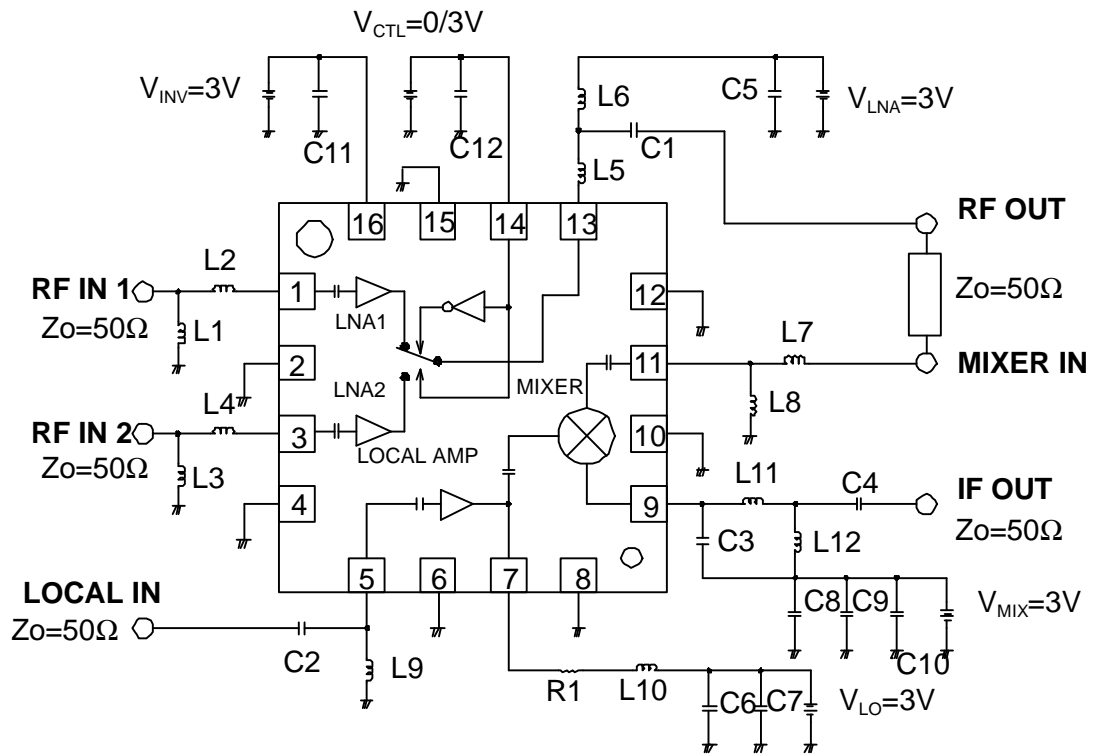 V_CTL=0/3V
V_INV=3V
C11
C12
L6
C5
V_LNA=3V
C1
L5
16
15
14
13
RF OUT
L2
RF IN 1
Zo=50Ω
L1
1
LNA1
12
Zo=50Ω
L7
2
11
MIXER IN
LNA2
MIXER
L4
L8
RF IN 2
Zo=50Ω
3
LOCAL AMP
10
L3
L11
C4
IF OUT
4
9
Zo=50Ω
C3
L12
5
6
7
8
LOCAL IN
Zo=50Ω
C8
C9
V_MIX=3V
C2
L9
C10
R1
L10
C6
C7
V_LO=3V